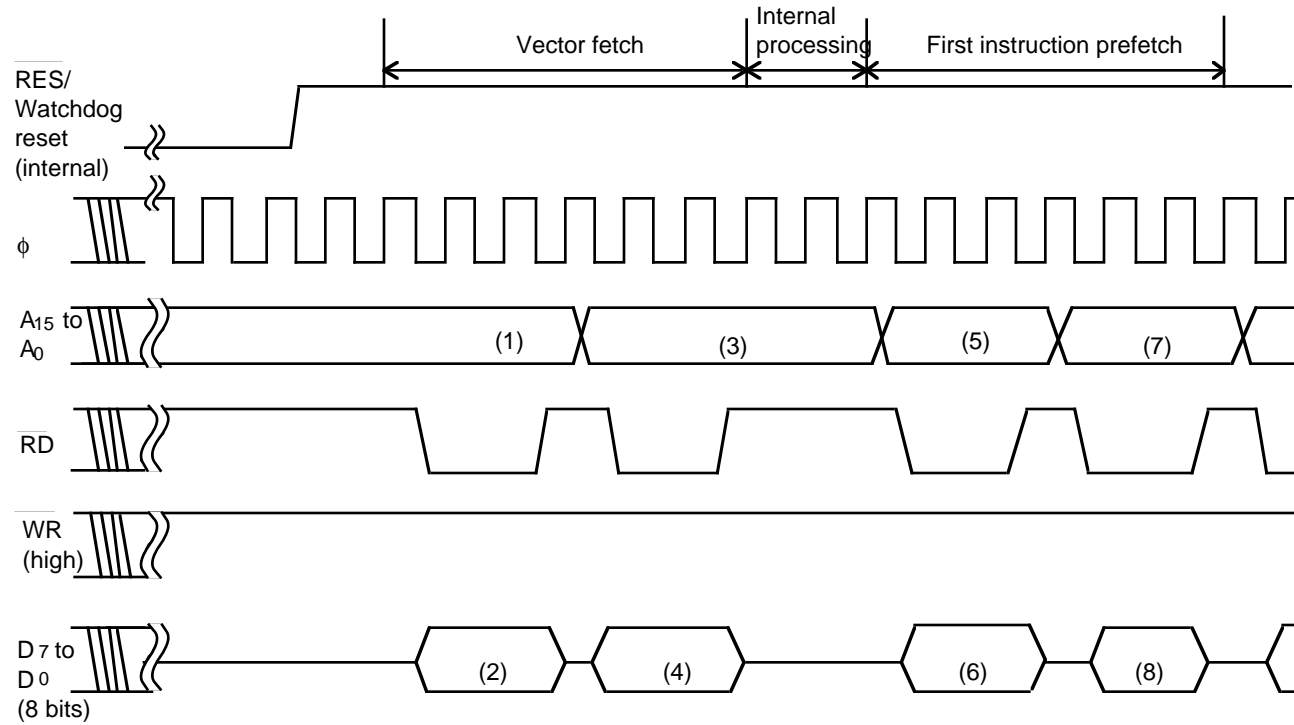 Vector fetch
Internal
processing
First instruction prefetch
RES/
Watchdog
reset
(internal)
ϕ
A15 to
A0
(1)
(3)
(5)
(7)
RD
WR
(high)
D7 to
D0
(8 bits)
(2)
(4)
(6)
(8)